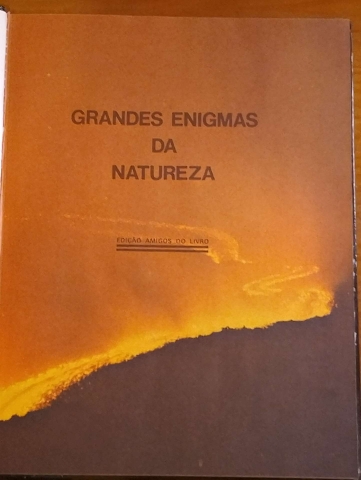 GRANDES ENIGMAS
DA
NATUREZA
EDIÇÃO AMIGOS DO LIVRO